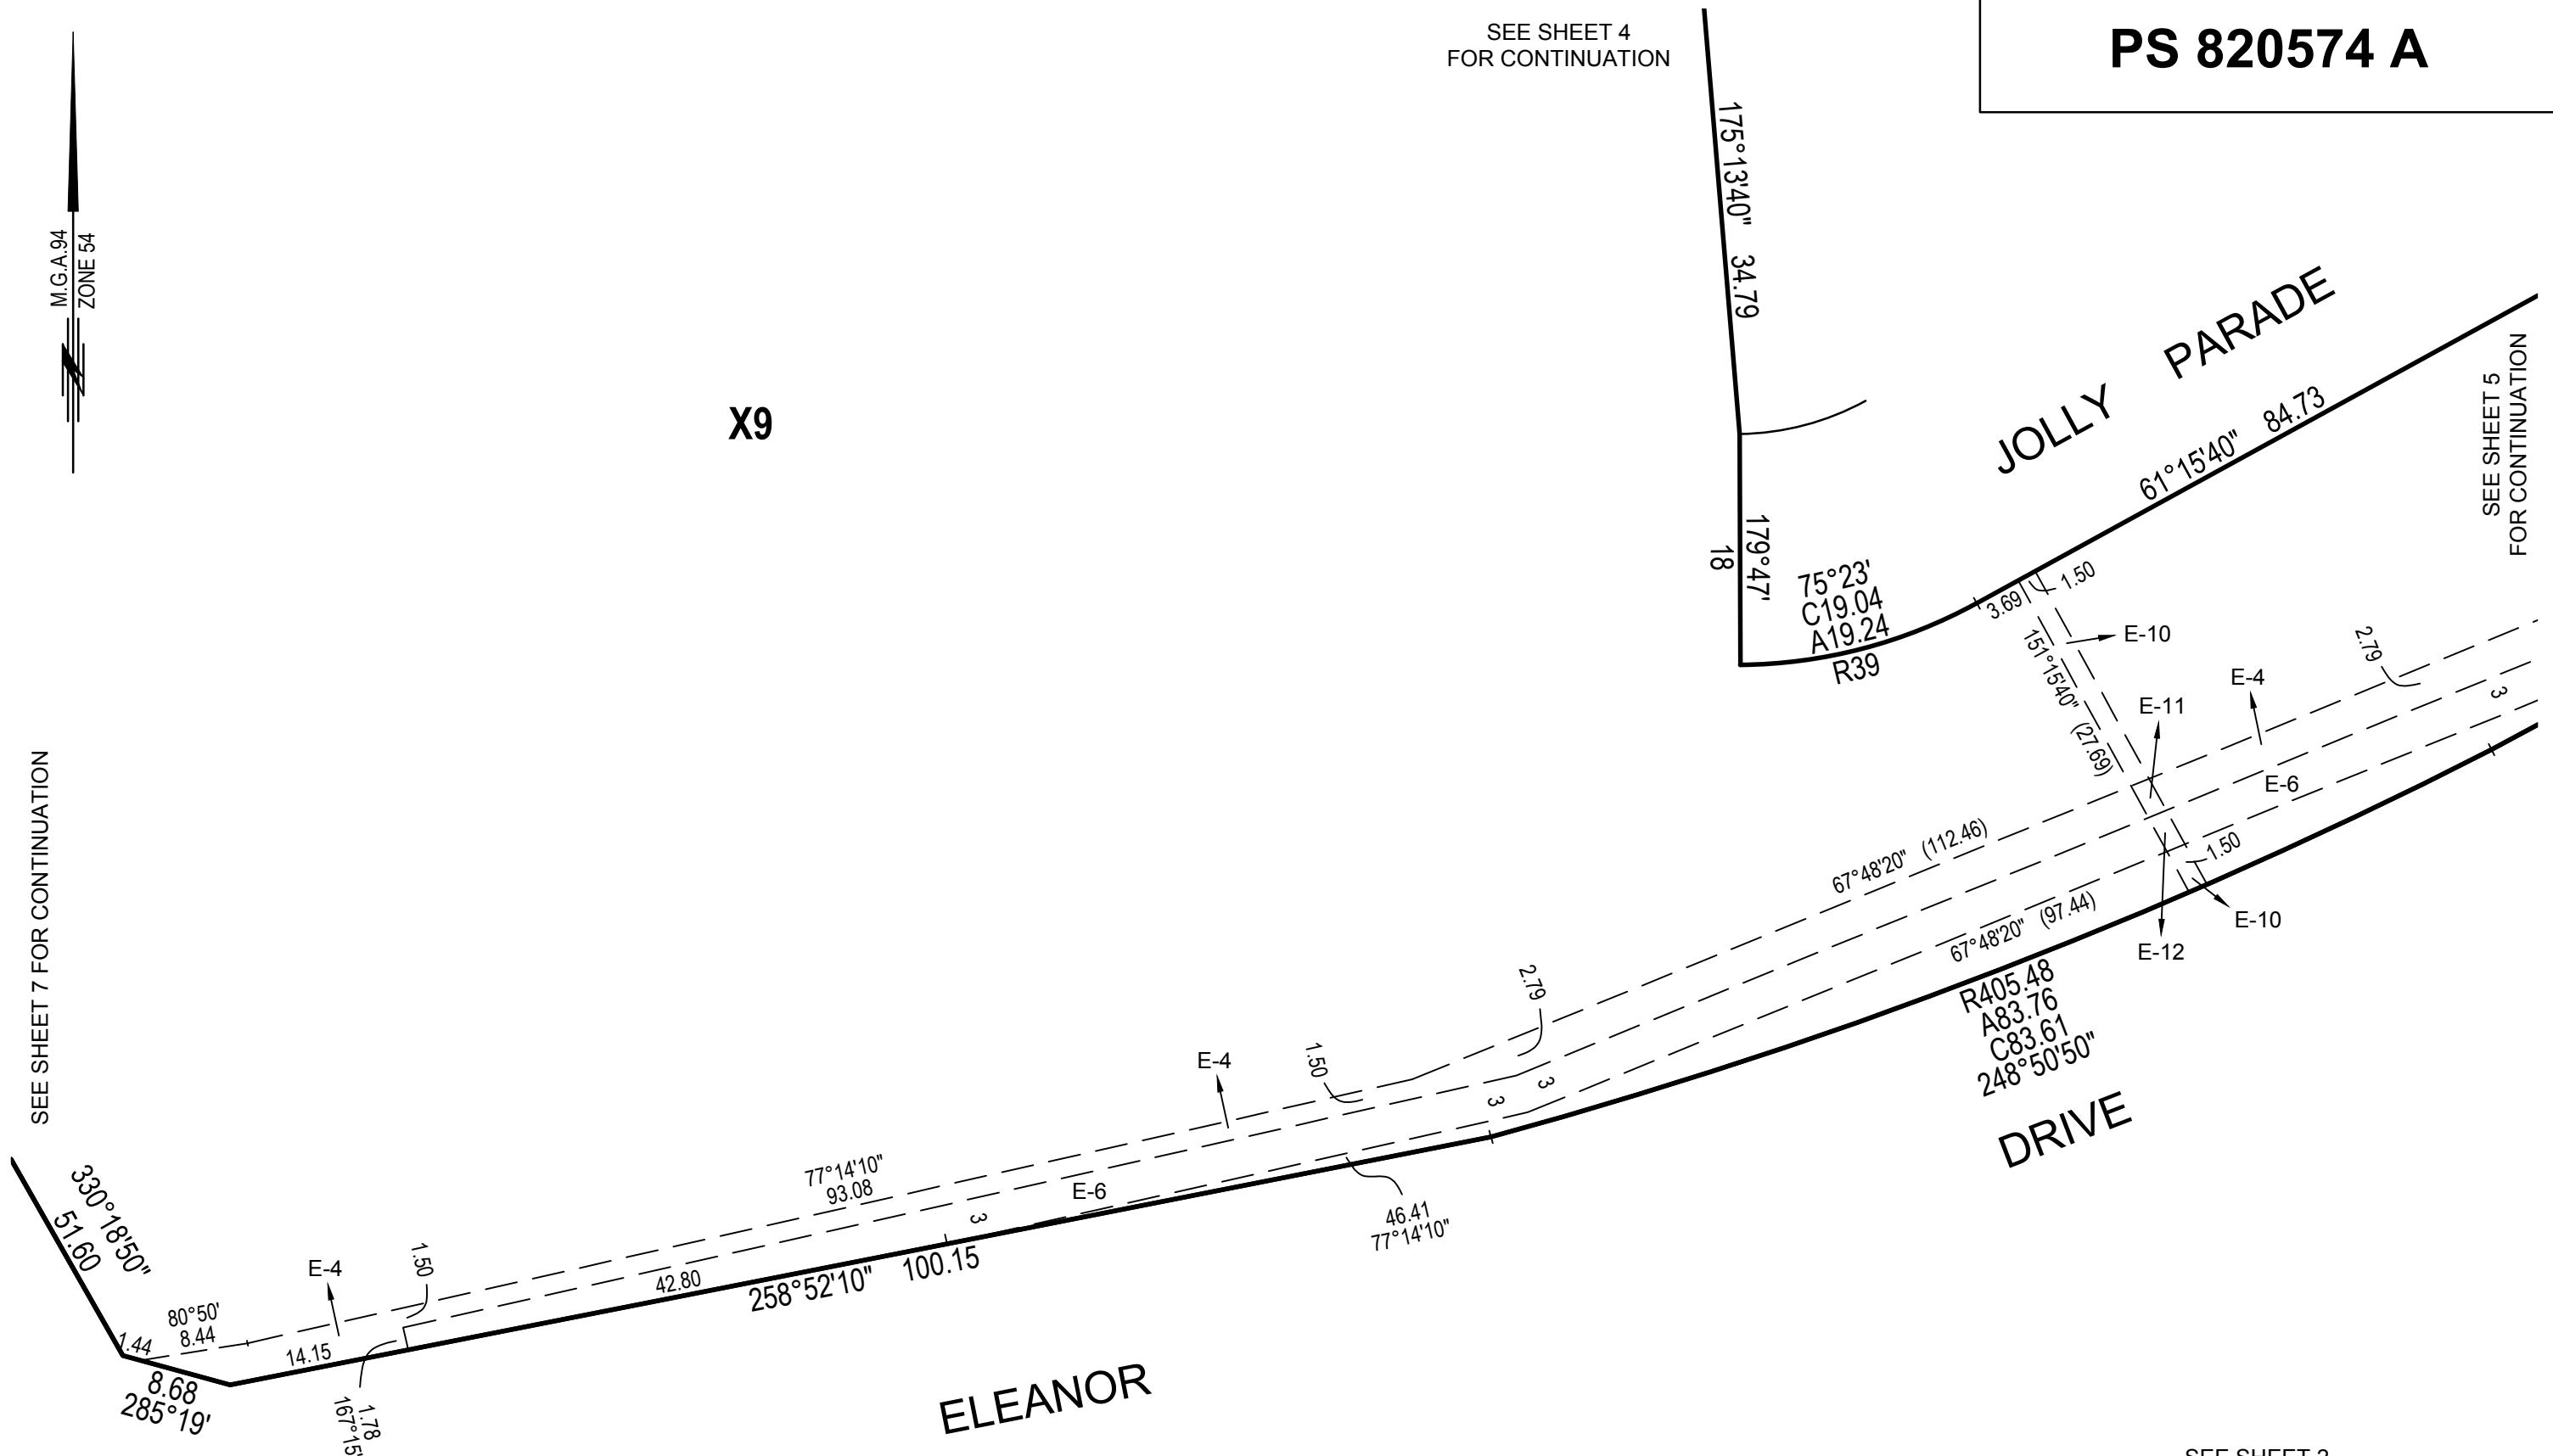 SEE SHEET 4
FOR CONTINUATION
PS 820574 A
M.G.A.94
ZONE 54
175°13'40" 34.79
X9
JOLLY PARADE
61°15'40" 84.73
SEE SHEET 5
FOR CONTINUATION
179°47'
18
75°23'
C19.04
A19.24
R39
3.69
1.50
151°15'40" (27.69)
E-10
2.79
E-4
E-11
E-6
3
SEE SHEET 7 FOR CONTINUATION
67°48'20" (112.46)
1.50
67°48'20" (97.44)
E-10
E-12
R405.48
A83.76
C83.61
248°50'50"
2.79
1.50
E-4
3
3
DRIVE
77°14'10"
93.08
E-6
3
46.41
77°14'10"
330°18'50"
51.60
E-4
1.50
42.80
258°52'10" 100.15
80°50'
8.44
1.44
14.15
8.68
285°19'
1.78
167°15'
ELEANOR
SEE SHEET 2